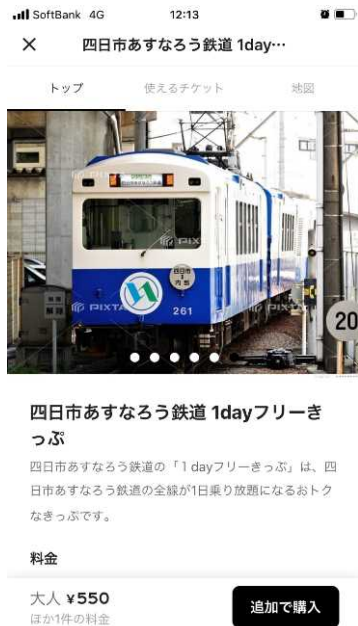 SoftBank 4G 12:13
× 四日市あすなろう鉄道 1day…
トップ 使えるチケット 地図
PIXTA
四日市
内部
261
20
四日市あすなろう鉄道 1dayフリーき
っぷ
四日市あすなろう鉄道の「1dayフリーきっぷ」は、四
日市あすなろう鉄道の全線が1日乗り放題になるおトク
なきっぷです。
料金
大人 ¥550
ほか1件の料金
追加で購入